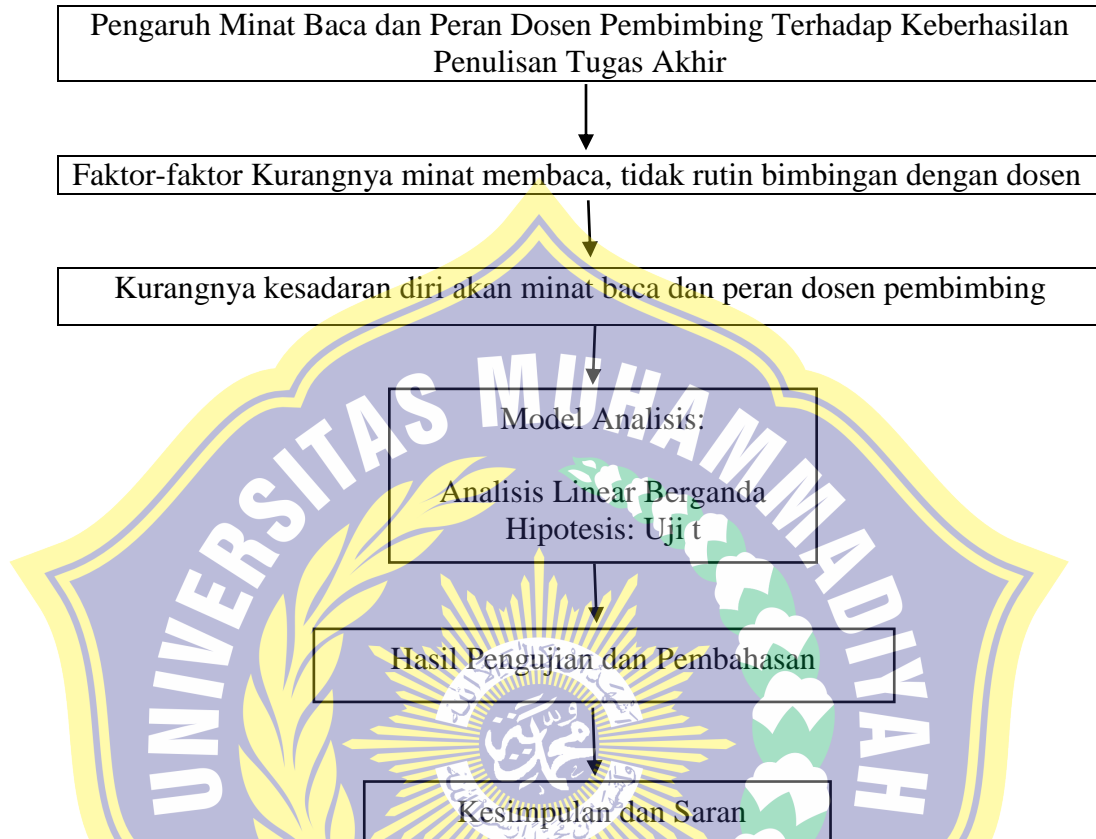 Pengaruh Minat Baca dan Peran Dosen Pembimbing Terhadap Keberhasilan
Penulisan Tugas Akhir
Faktor-faktor Kurangnya minat membaca, tidak rutin bimbingan dengan dosen
Kurangnya kesadaran diri akan minat baca dan peran dosen pembimbing
Model Analisis:
Analisis Linear Berganda
Hipotesis: Uji t
Hasil Pengujian dan Pembahasan
Kesimpulan dan Saran
UNIVERSITAS MUHAMMADIYAH
محمد